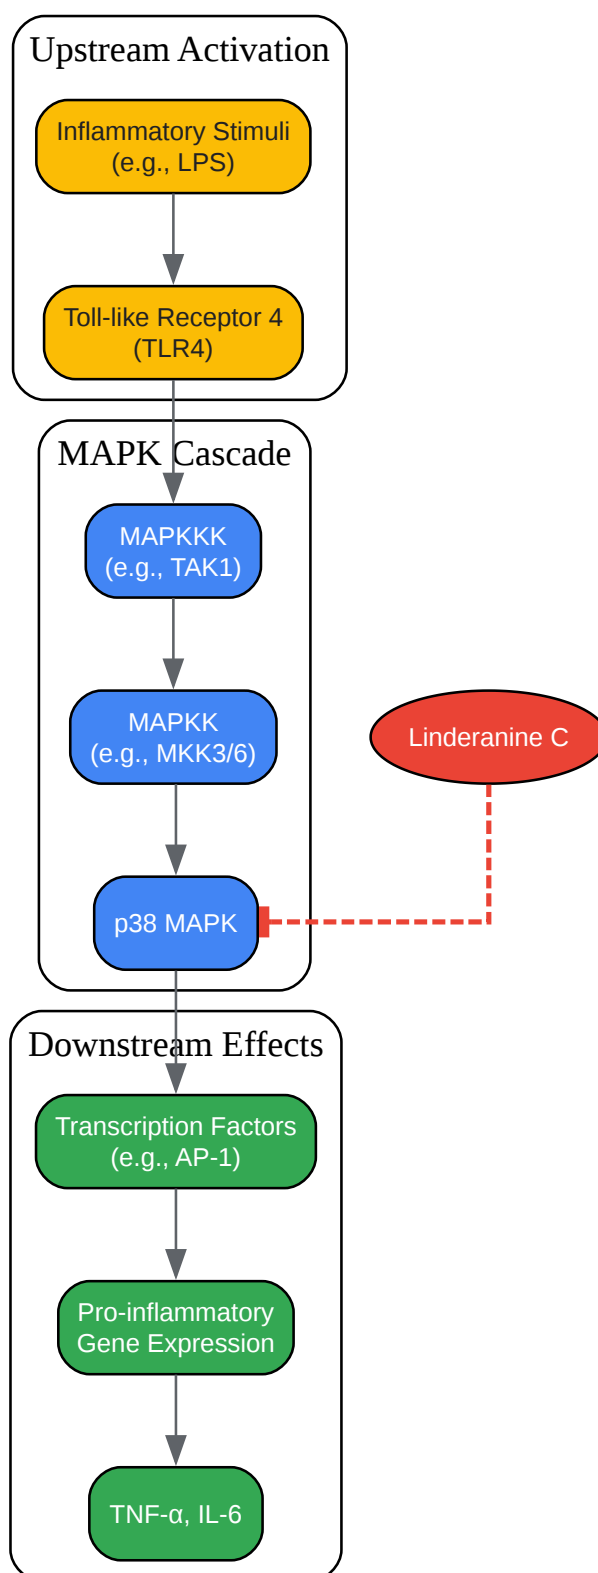 Upstream Activation
Inflammatory Stimuli
(e.g., LPS)
Toll-like Receptor 4
(TLR4)
MAPK Cascade
MAPKKK
(e.g., TAK1)
MAPKK
(e.g., MKK3/6)
Linderanine C
p38 MAPK
Downstream Effects
Transcription Factors
(e.g., AP-1)
Pro-inflammatory
Gene Expression
TNF-α, IL-6